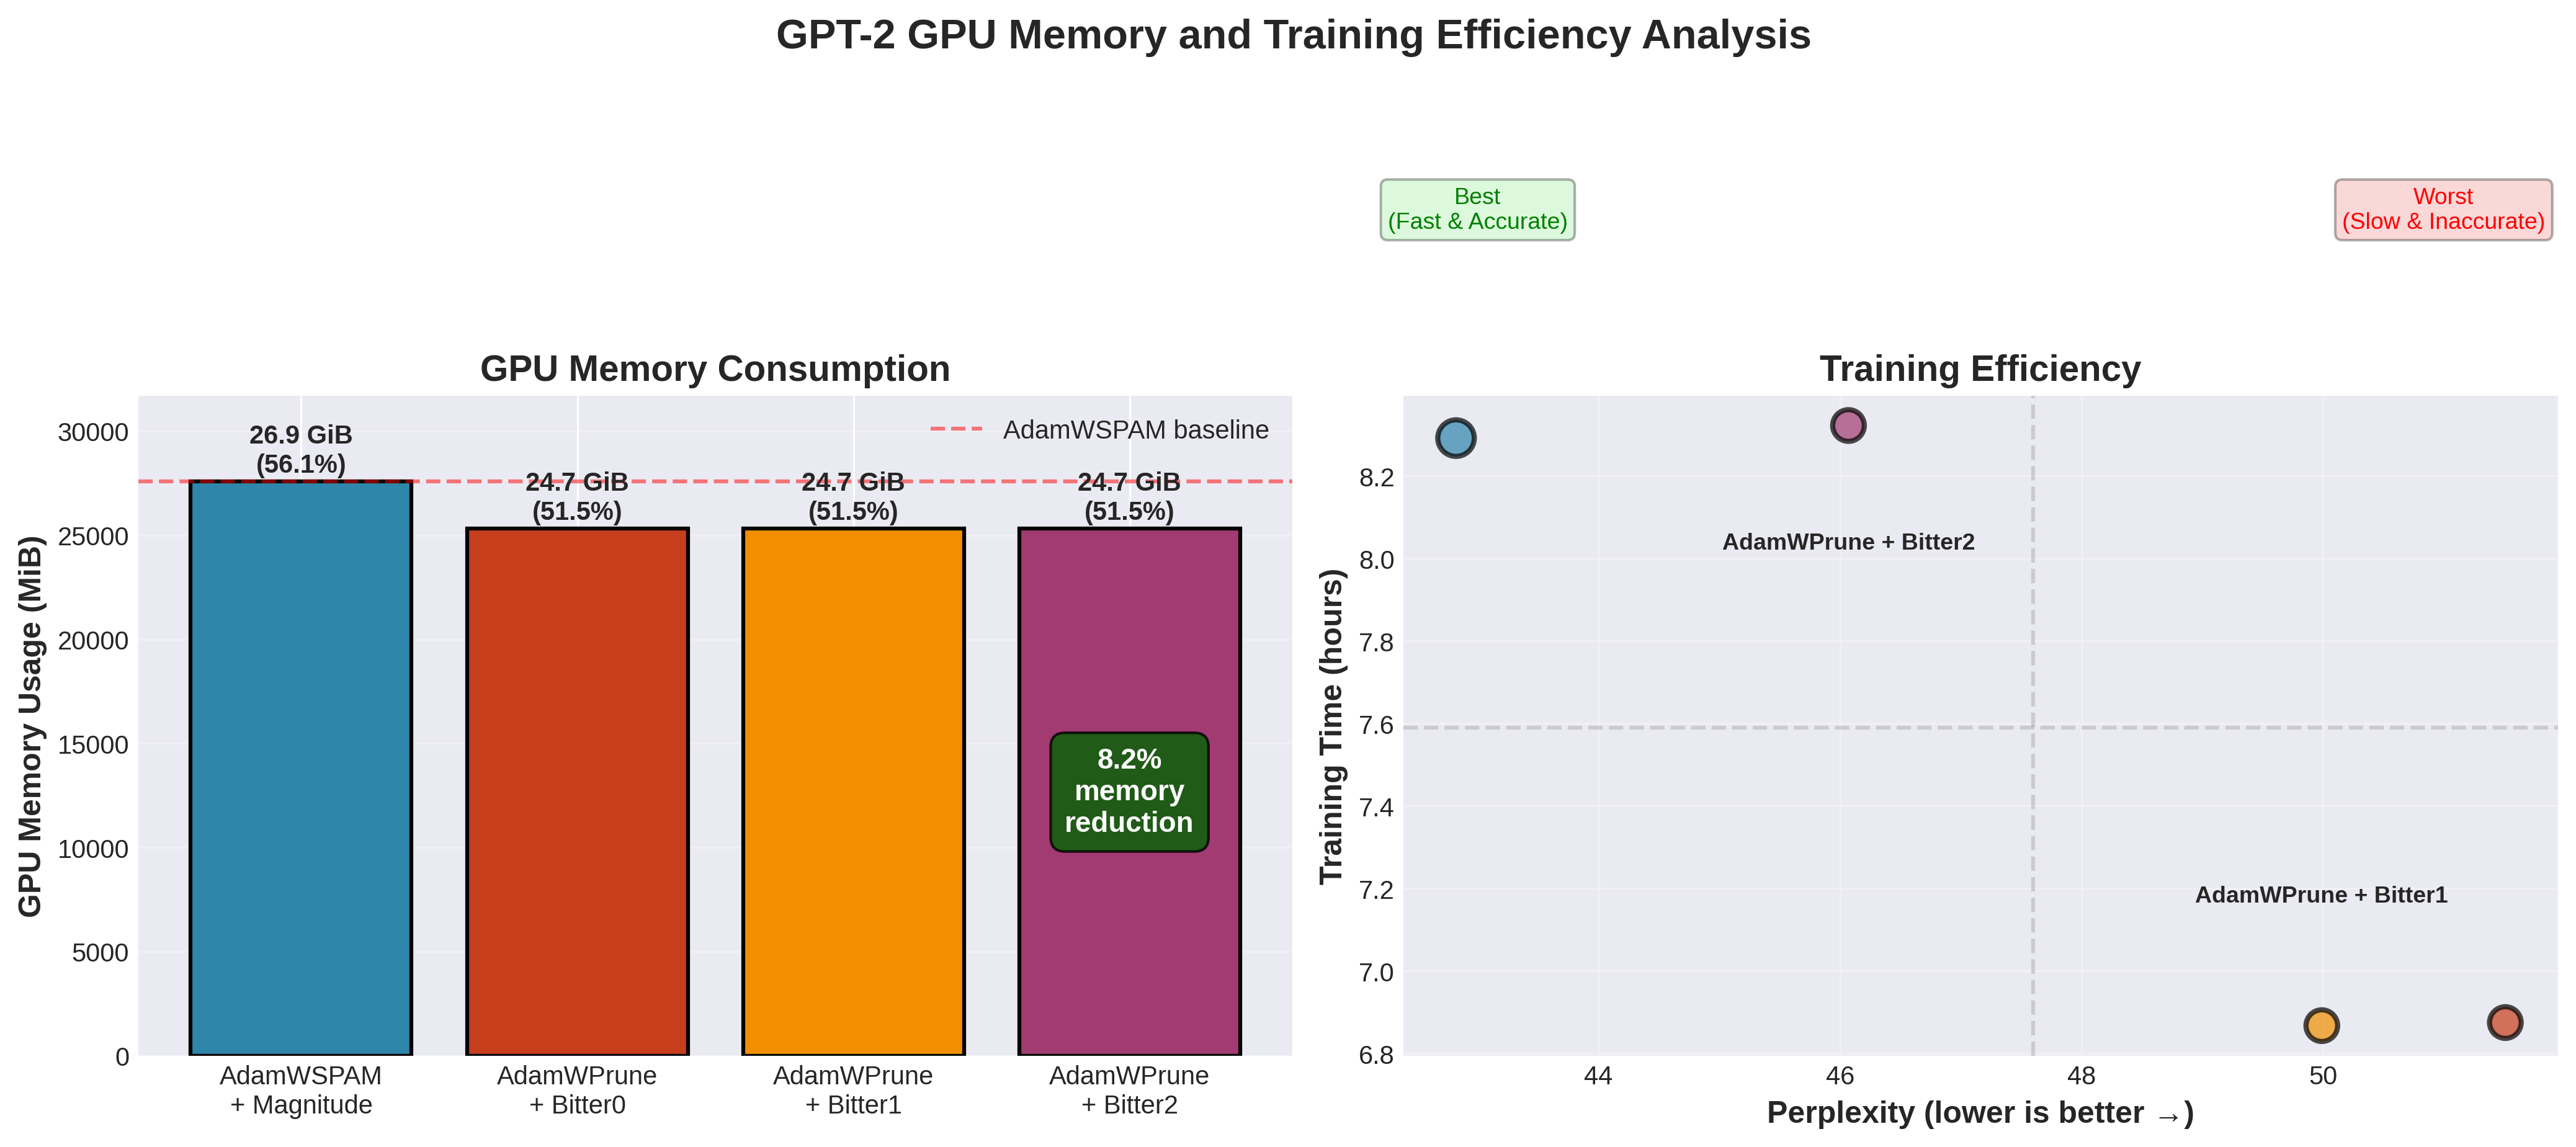 GPT-2 GPU Memory and Training Efficiency Analysis
Best
(Fast & Accurate)
Worst
(Slow & Inaccurate)
GPU Memory Consumption
GPU Memory Usage (MiB)
30000
25000
20000
15000
10000
5000
0
AdamWSPAM baseline
26.9 GiB
(56.1%)
24.7 GiB
(51.5%)
24.7 GiB
(51.5%)
24.7 GiB
(51.5%)
8.2%
memory
reduction
AdamWSPAM
+ Magnitude
AdamWPrune
+ Bitter0
AdamWPrune
+ Bitter1
AdamWPrune
+ Bitter2
Training Efficiency
Training Time (hours)
8.2
8.0
7.8
7.6
7.4
7.2
7.0
6.8
AdamWPrune + Bitter2
AdamWPrune + Bitter1
44
46
48
50
Perplexity (lower is better →)